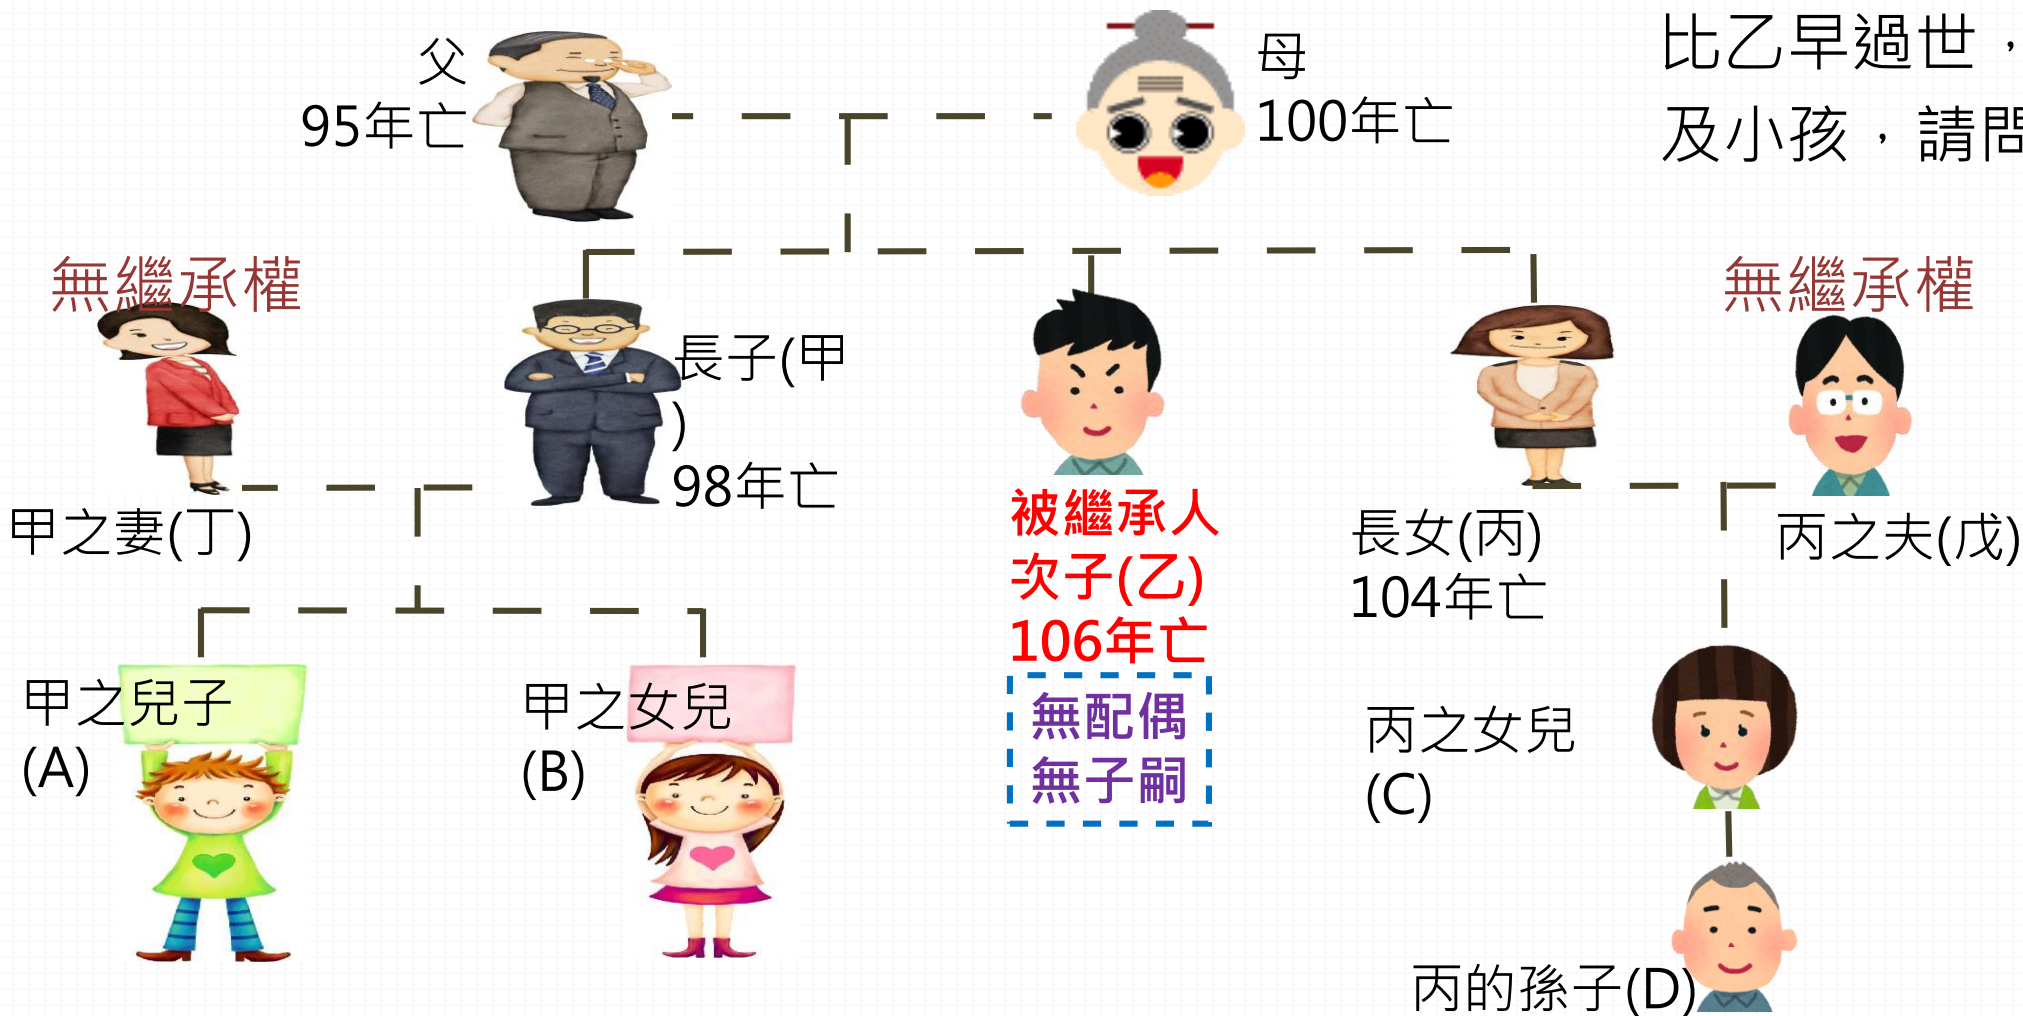 父
95年亡
母
100年亡
比乙早過世，
及小孩，請問
無繼承權
無繼承權
長子(甲
)
98年亡
甲之妻(丁)
被繼承人
次子(乙)
106年亡
無配偶
無子嗣
長女(丙)
104年亡
丙之夫(戊)
甲之兒子
(A)
甲之女兒
(B)
丙之女兒
(C)
丙的孫子(D)